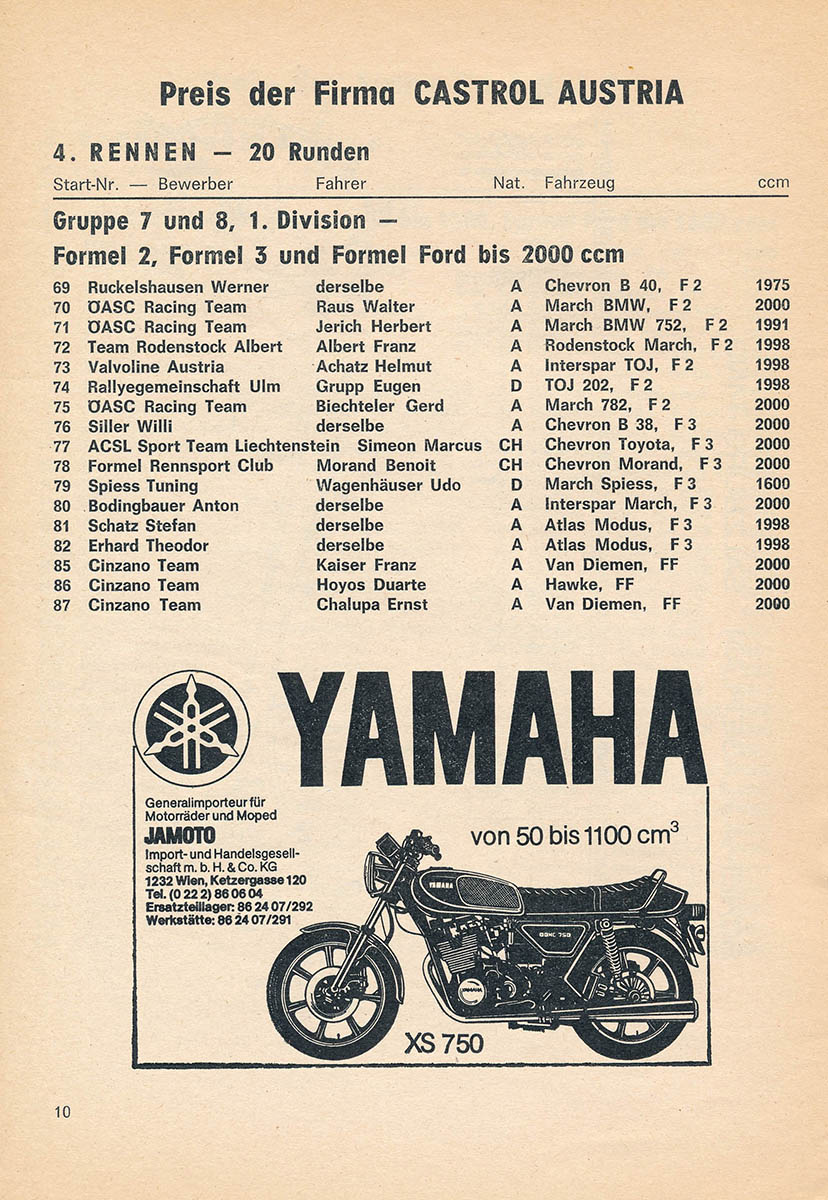 Preis der Firma CASTROL AUSTRIA
4. RENNEN — 20 Runden
Start-Nr. — Bewerber Fahrer Nat. Fahrzeug ccm
Gruppe 7 und 8, 1. Division —
Formel 2, Formel 3 und Formel Ford bis 2000 ccm
69 Ruckelshausen Werner derselbe A Chevron B 40, F 2 1975
70 ÖASC Racing Team Raus Walter A March BMW, F 2 2000
71 ÖASC Racing Team Jerich Herbert A March BMW 752, F 2 1991
72 Team Rodenstock Albert Albert Franz A Rodenstock March, F 2 1998
73 Valvoline Austria Achatz Helmut A Interspar TOJ, F 2 1998
74 Rallyegemeinschaft Ulm Grupp Eugen D TOJ 202, F 2 1998
75 ÖASC Racing Team Biechteler Gerd A March 782, F 2 2000
76 Siller Willi derselbe A Chevron B 38, F 3 2000
77 ACSL Sport Team Liechtenstein Simeon Marcus CH Chevron Toyota, F 3 2000
78 Formel Rennsport Club Morand Benoit CH Chevron Morand, F 3 2000
79 Spiess Tuning Wagenhäuser Udo D March Spiess, F 3 1600
80 Bodingbauer Anton derselbe A Interspar March, F 3 2000
81 Schatz Stefan derselbe A Atlas Modus, F 3 1998
82 Erhard Theodor derselbe A Atlas Modus, F 3 1998
85 Cinzano Team Kaiser Franz A Van Diemen, FF 2000
86 Cinzano Team Hoyos Duarte A Hawke, FF 2000
87 Cinzano Team Chalupa Ernst A Van Diemen, FF 2000
YAMAHA
Generalimporteur für
Motorräder und Moped
JAMOTO
Import- und Handelsgesell-
schaft m. b. H. & Co. KG
1232 Wien, Ketzergasse 120
Tel. (0 22 2) 86 06 04
Ersatzteillager: 86 24 07/292
Werkstätte: 86 24 07/291
von 50 bis 1100 cm³
YAMAHA
DOHC 750
YAMAHA
XS 750
10